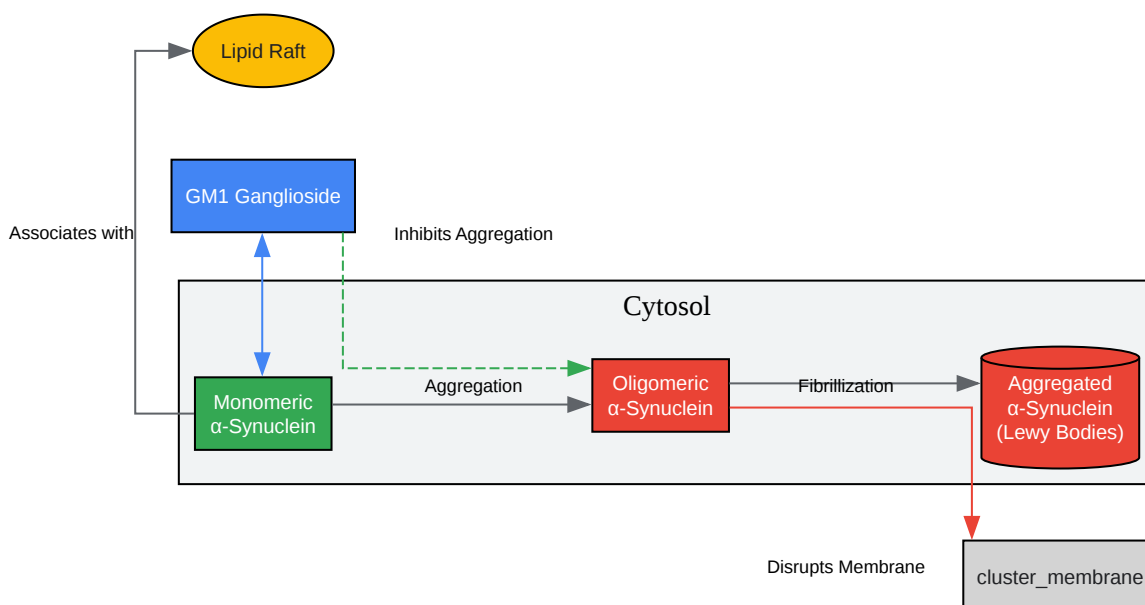 Lipid Raft
GM1 Ganglioside
Associates with
Inhibits Aggregation
Cytosol
Monomeric
α-Synuclein
Aggregation
Oligomeric
α-Synuclein
Fibrillization
Aggregated
α-Synuclein
(Lewy Bodies)
Disrupts Membrane
cluster_membrane